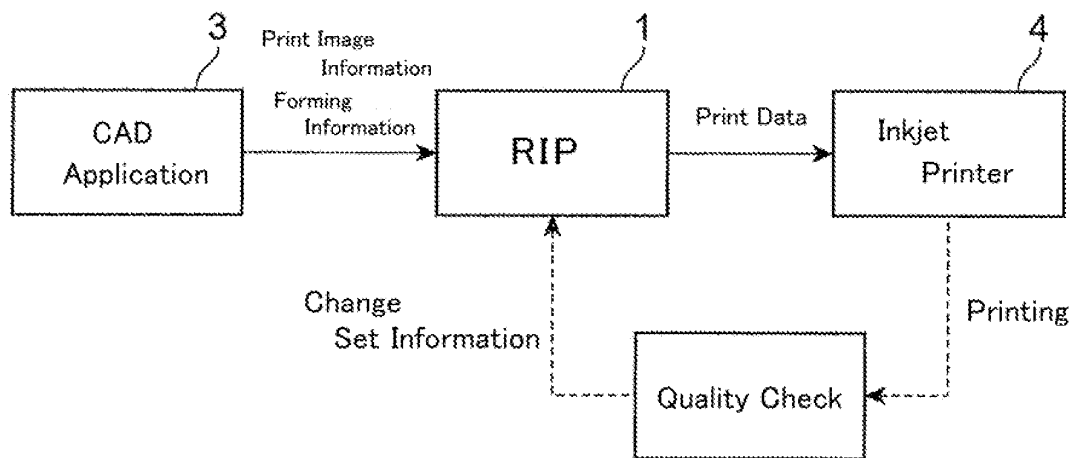 3
Print Image
Information
Forming
Information
1
4
CAD
Application
RIP
Print Data
Inkjet
Printer
Change
Set Information
Printing
Quality Check